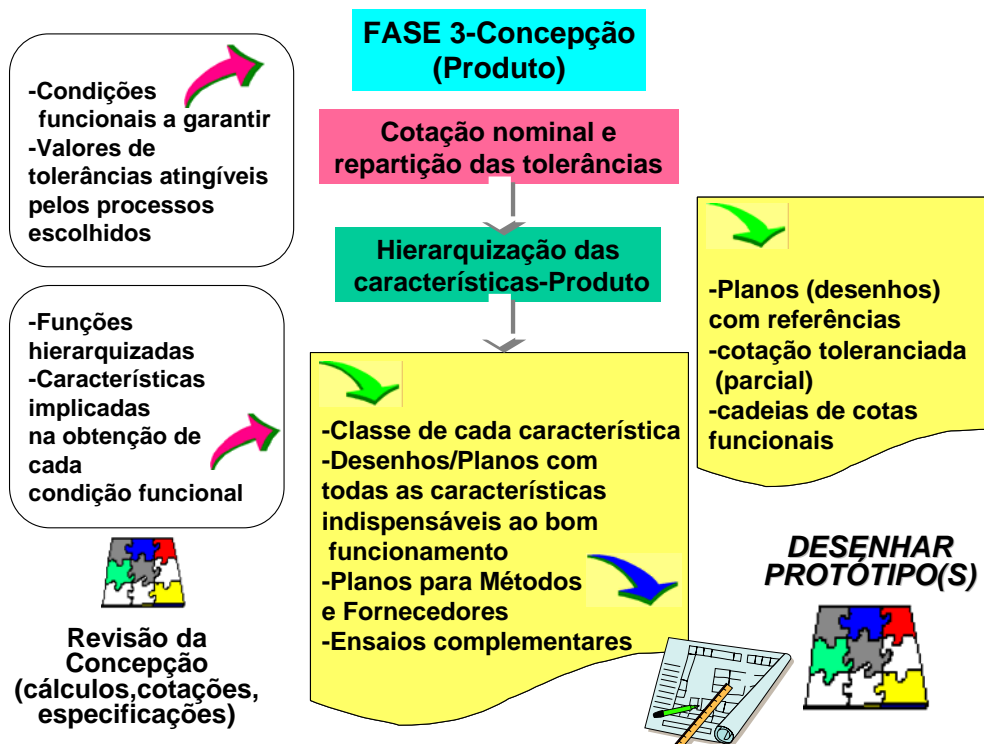 FASE 3-Concepção
(Produto)
-Condições
funcionais a garantir
-Valores de
tolerâncias atingíveis
pelos processos
escolhidos
Cotação nominal e
repartição das tolerâncias
Hierarquização das
características-Produto
-Planos (desenhos)
com referências
-cotação toleranciada
(parcial)
-cadeias de cotas
funcionais
-Funções
hierarquizadas
-Características
implicadas
na obtenção de
cada
condição funcional
-Classe de cada característica
-Desenhos/Planos com
todas as características
indispensáveis ao bom
funcionamento
-Planos para Métodos
e Fornecedores
-Ensaios complementares
DESENHAR
PROTÓTIPO(S)
Revisão da
Concepção
(cálculos,cotações,
especificações)